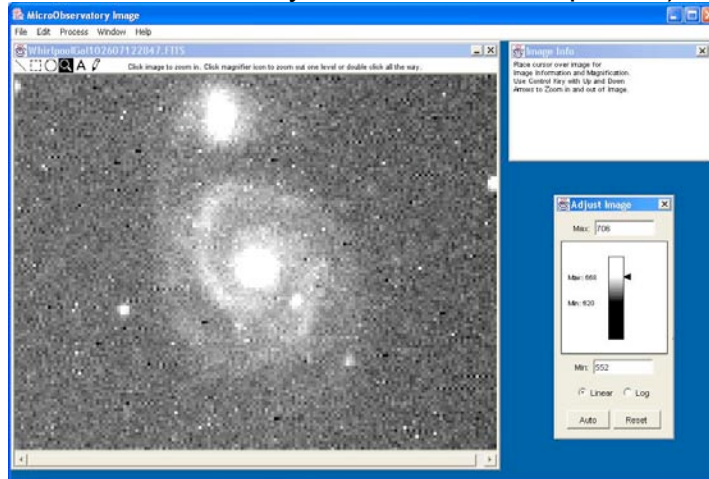 MicroObservatory Image
File Edit Process Window Help
WhirlpoolGal102607122847.FITS
A Click image to zoom in. Click magnifier icon to zoom out one level or double click all the way.
Image Info
Place cursor over image for
Image Information and Magnification.
Use Control Key with Up and Down
Arrows to Zoom in and out of Image.
Adjust Image
Max: 706
Max: 668
Min: 620
Min: 552
Linear Log
Auto Reset